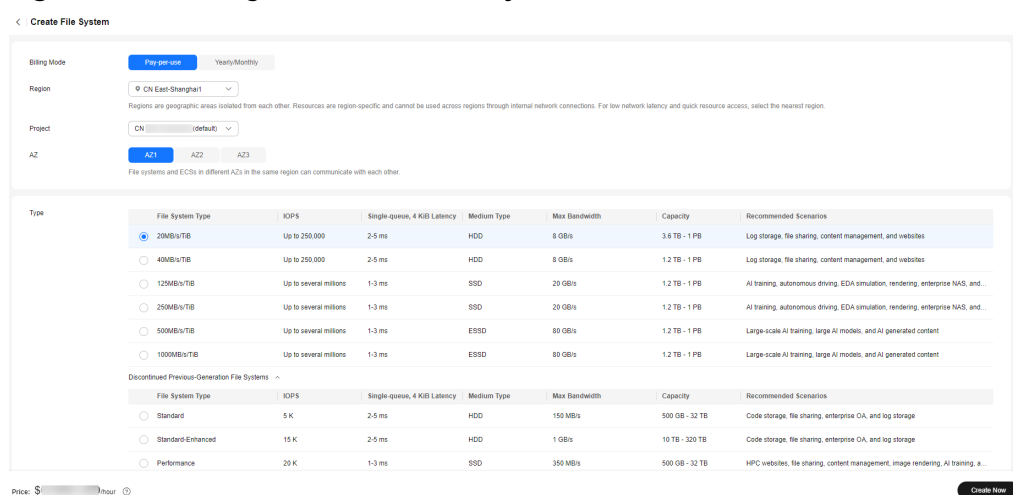 Create File System
Billing Mode
Pay-per-use Yearly/Monthly
Region
CN East-Shanghai1
Regions are geographic areas isolated from each other. Resources are region-specific and cannot be used across regions through internal network connections. For low network latency and quick resource access, select the nearest region.
Project
CN (default)
AZ
AZ1 AZ2 AZ3
File systems and ECSs in different AZs in the same region can communicate with each other.
Type
File System Type IOPS Single-queue, 4 KiB Latency Medium Type Max Bandwidth Capacity Recommended Scenarios
20MB/s/TiB Up to 250,000 2-5 ms HDD 8 GB/s 3.6 TB - 1 PB Log storage, file sharing, content management, and websites
40MB/s/TiB Up to 250,000 2-5 ms HDD 8 GB/s 1.2 TB - 1 PB Log storage, file sharing, content management, and websites
125MB/s/TiB Up to several millions 1-3 ms SSD 20 GB/s 1.2 TB - 1 PB AI training, autonomous driving, EDA simulation, rendering, enterprise NAS, and...
250MB/s/TiB Up to several millions 1-3 ms SSD 20 GB/s 1.2 TB - 1 PB AI training, autonomous driving, EDA simulation, rendering, enterprise NAS, and...
500MB/s/TiB Up to several millions 1-3 ms ESSD 80 GB/s 1.2 TB - 1 PB Large-scale AI training, large AI models, and AI generated content
1000MB/s/TiB Up to several millions 1-3 ms ESSD 80 GB/s 1.2 TB - 1 PB Large-scale AI training, large AI models, and AI generated content
Discontinued Previous-Generation File Systems
File System Type IOPS Single-queue, 4 KiB Latency Medium Type Max Bandwidth Capacity Recommended Scenarios
Standard 5 K 2-5 ms HDD 150 MB/s 500 GB - 32 TB Code storage, file sharing, enterprise OA, and log storage
Standard-Enhanced 15 K 2-5 ms HDD 1 GB/s 10 TB - 320 TB Code storage, file sharing, enterprise OA, and log storage
Performance 20 K 1-3 ms SSD 350 MB/s 500 GB - 32 TB HPC websites, file sharing, content management, image rendering, AI training, a...
Price: $ /hour
Create Now